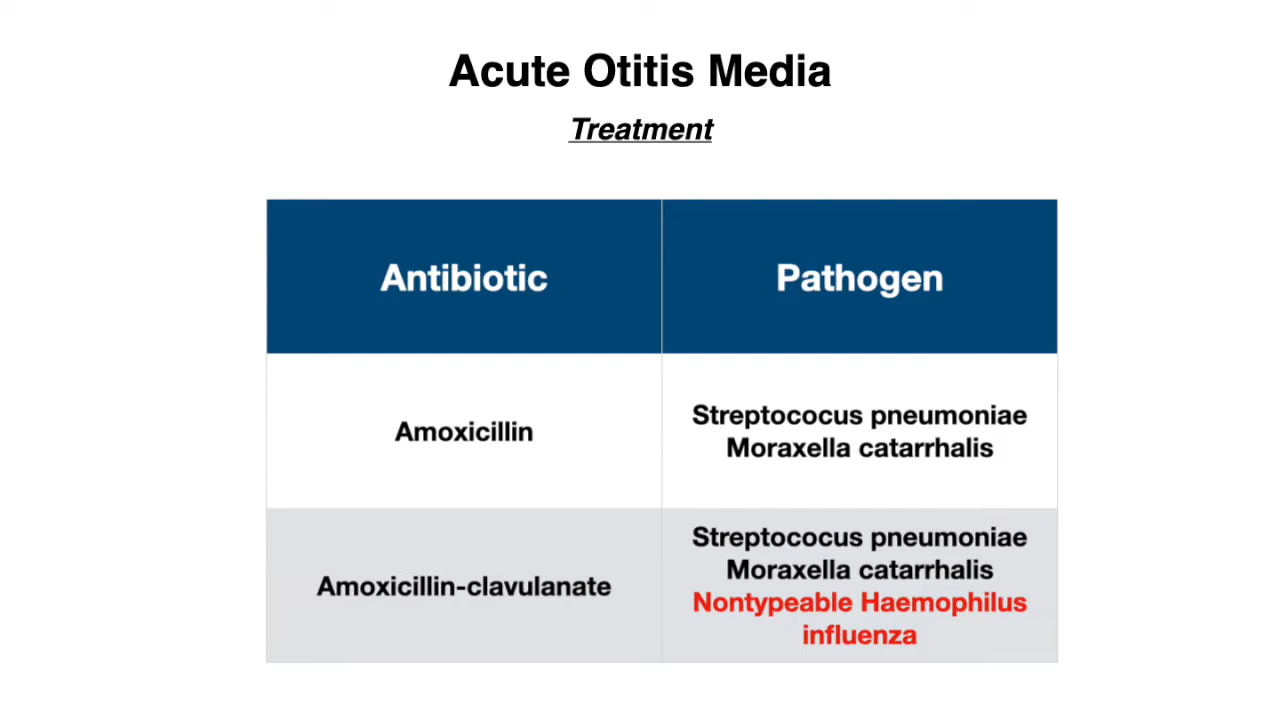 Acute Otitis Media
Treatment
Antibiotic
Pathogen
Amoxicillin
Streptococus pneumoniae
Moraxella catarrhalis
Amoxicillin-clavulanate
Streptococus pneumoniae
Moraxella catarrhalis
Nontypeable Haemophilus
influenza